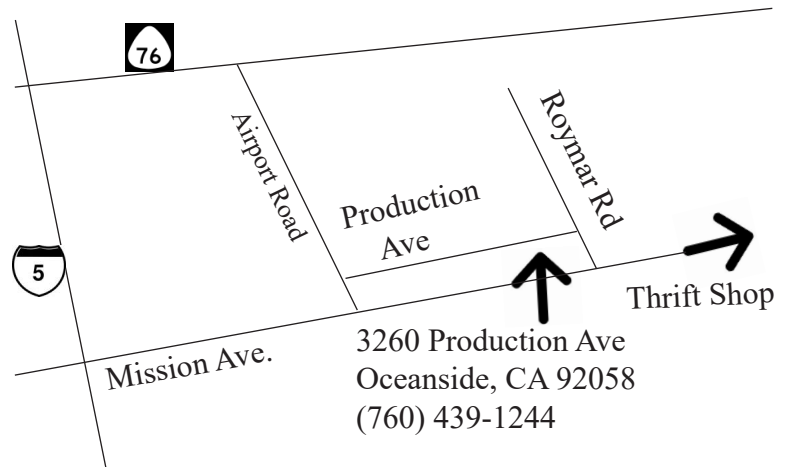 76
Airport Road
Roymar Rd
Production
Ave
5
Thrift Shop
Mission Ave.
3260 Production Ave
Oceanside, CA 92058
(760) 439-1244